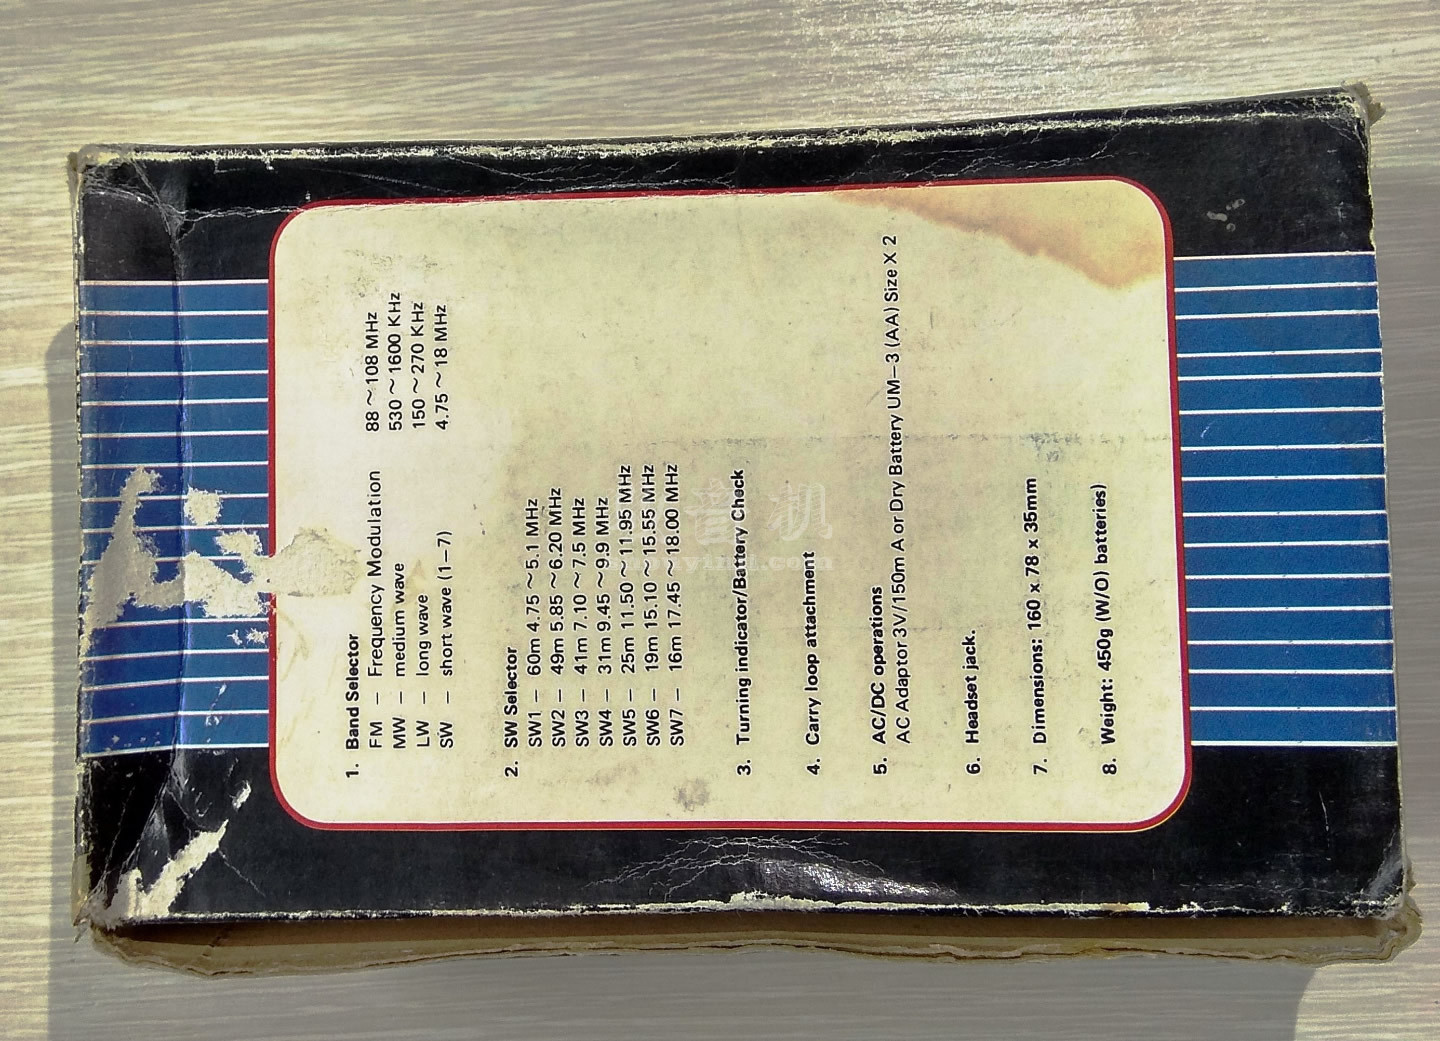 1. Band Selector
FM – Frequency Modulation 88~108 MHz
MW – medium wave 530~1600 KHz
LW – long wave 150~270 KHz
SW – short wave (1–7) 4.75~18 MHz
2. SW Selector
SW1 – 60m 4.75~5.1 MHz
SW2 – 49m 5.85~6.20 MHz
SW3 – 41m 7.10~7.5 MHz
SW4 – 31m 9.45~9.9 MHz
SW5 – 25m 11.50~11.95 MHz
SW6 – 19m 15.10~15.55 MHz
SW7 – 16m 17.45~18.00 MHz
3. Turning indicator/Battery Check
4. Carry loop attachment
5. AC/DC operations
AC Adaptor 3V/150m A or Dry Battery UM–3 (AA) Size X 2
6. Headset jack.
7. Dimensions: 160 x 78 x 35mm
8. Weight: 450g (W/O) batteries)
音机